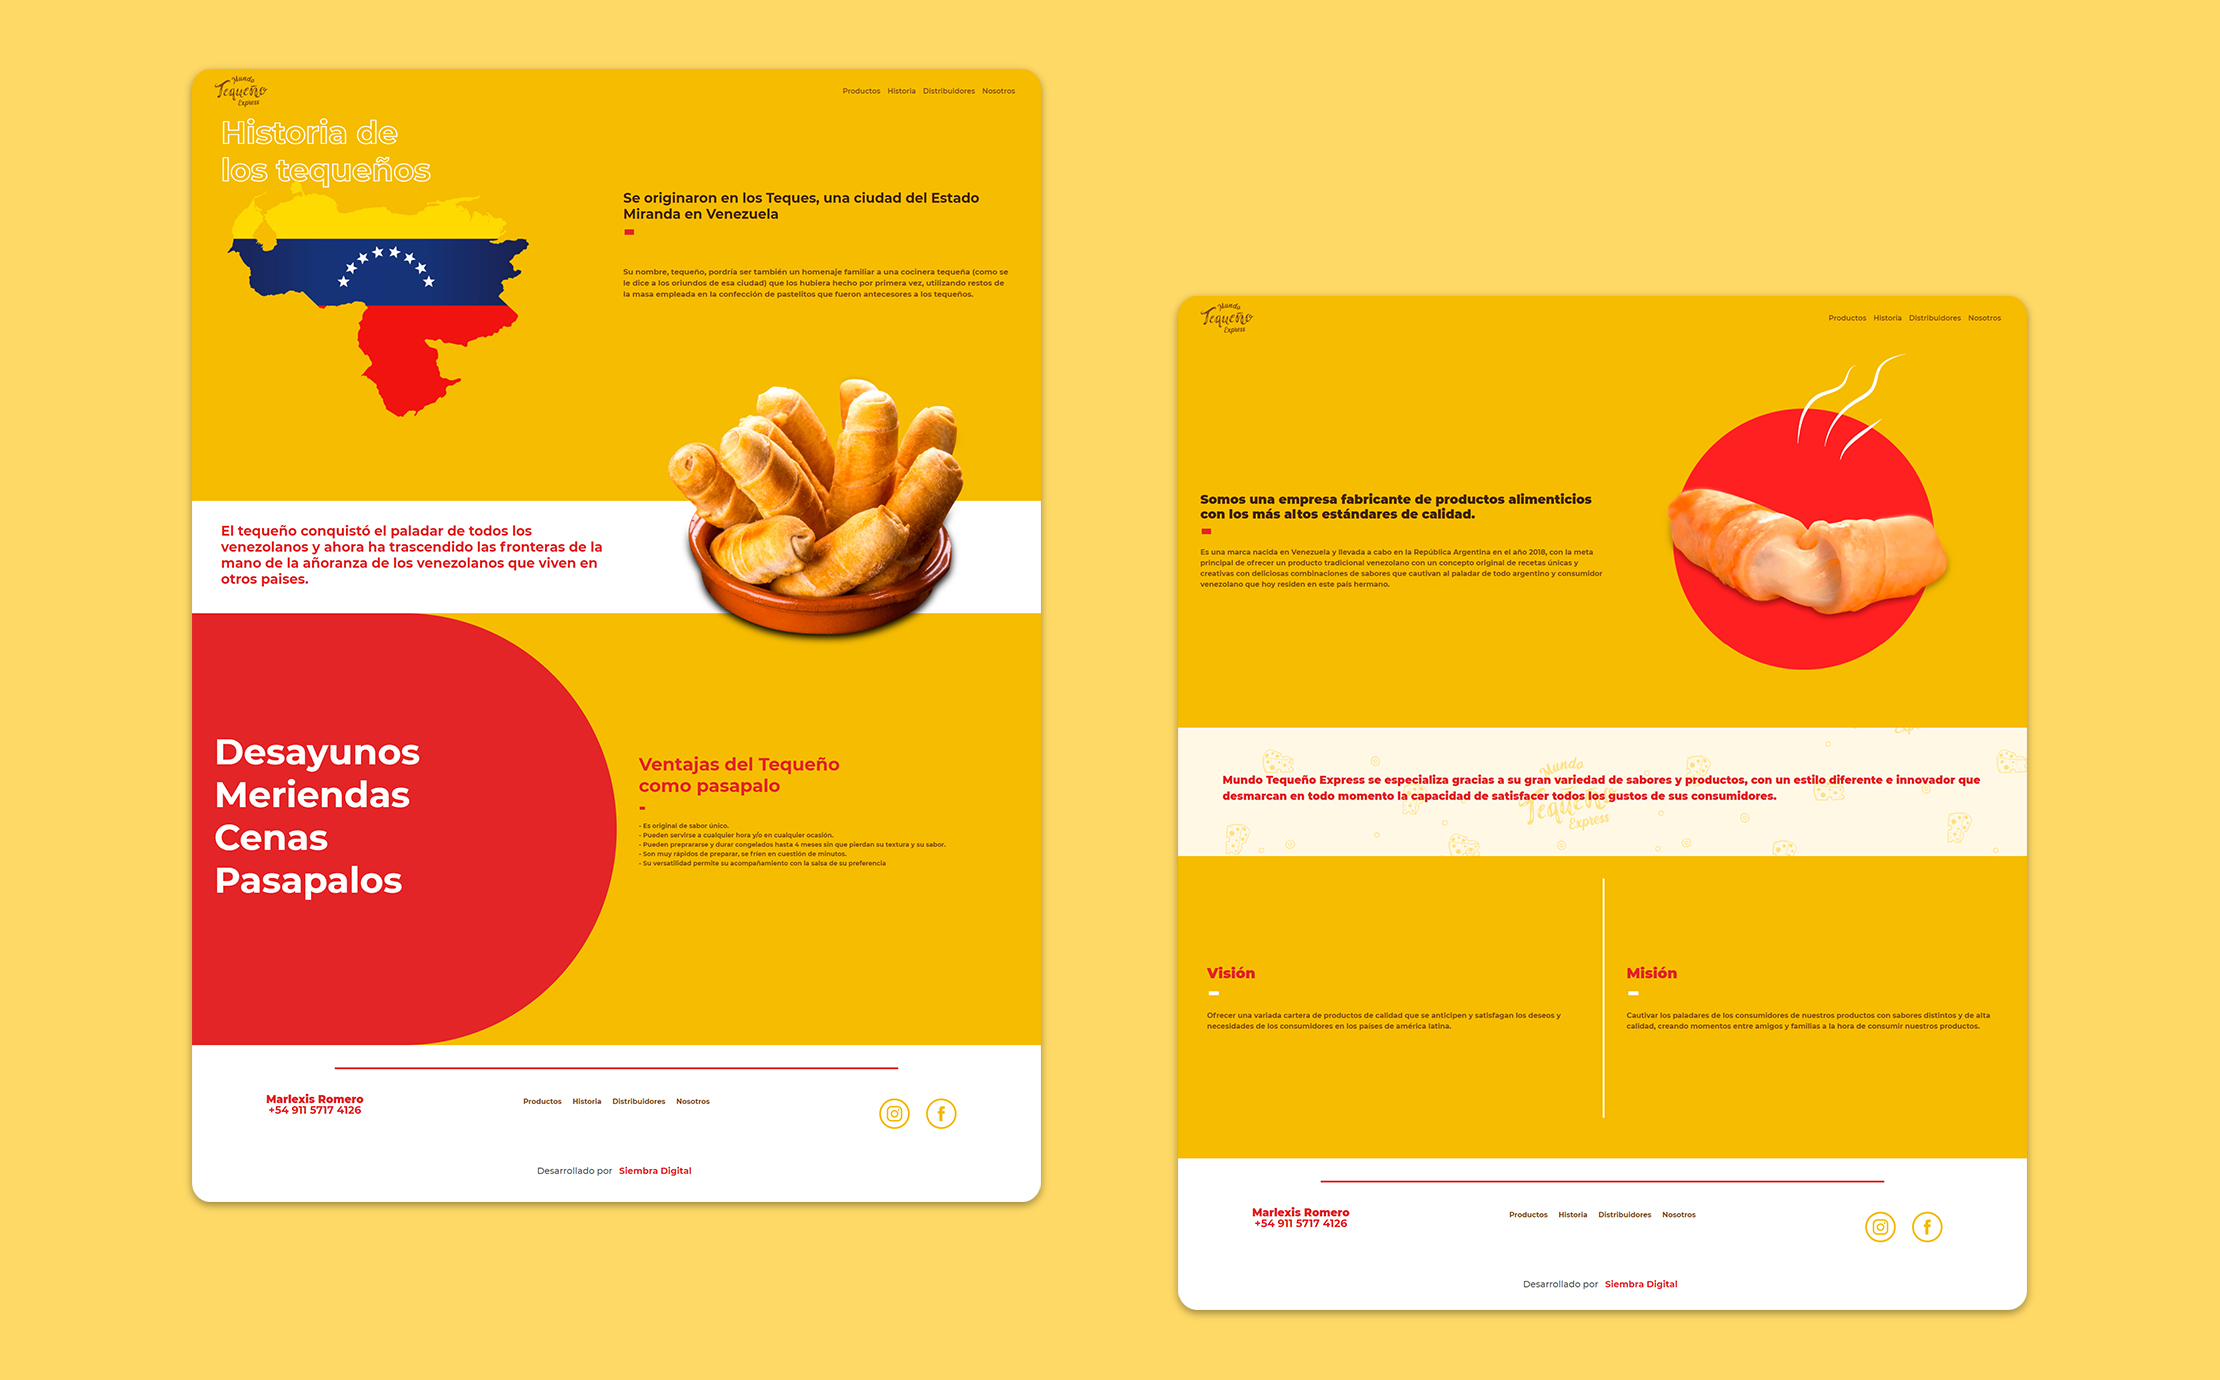 Mundo
Tequeño
Express
Productos Historia Distribuidores Nosotros
Historia de
los tequeños
Se originaron en los Teques, una ciudad del Estado
Miranda en Venezuela
Su nombre, tequeño, pordría ser también un homenaje familiar a una cocinera tequeña (como se
le dice a los oriundos de esa ciudad) que los hubiera hecho por primera vez, utilizando restos de
la masa empleada en la confección de pastelitos que fueron antecesores a los tequeños.
El tequeño conquistó el paladar de todos los
venezolanos y ahora ha trascendido las fronteras de la
mano de la añoranza de los venezolanos que viven en
otros paises.
Desayunos
Meriendas
Cenas
Pasapalos
Ventajas del Tequeño
como pasapalo
- Es original de sabor único.
- Pueden servirse a cualquier hora y/o en cualquier ocasión.
- Pueden preprararse y durar congelados hasta 4 meses sin que pierdan su textura y su sabor.
- Son muy rápidos de preparar, se fríen en cuestión de minutos.
- Su versatilidad permite su acompañamiento con la salsa de su preferencia
Marlexis Romero
+54 911 5717 4126
Productos Historia Distribuidores Nosotros
Desarrollado por Siembra Digital
Mundo
Tequeño
Express
Productos Historia Distribuidores Nosotros
Somos una empresa fabricante de productos alimenticios
con los más altos estándares de calidad.
Es una marca nacida en Venezuela y llevada a cabo en la República Argentina en el año 2018, con la meta
principal de ofrecer un producto tradicional venezolano con un concepto original de recetas únicas y
creativas con deliciosas combinaciones de sabores que cautivan al paladar de todo argentino y consumidor
venezolano que hoy residen en este país hermano.
Express
Mundo
Tequeño
Express
Mundo Tequeño Express se especializa gracias a su gran variedad de sabores y productos, con un estilo diferente e innovador que
desmarcan en todo momento la capacidad de satisfacer todos los gustos de sus consumidores.
Visión
Ofrecer una variada cartera de productos de calidad que se anticipen y satisfagan los deseos y
necesidades de los consumidores en los países de américa latina.
Misión
Cautivar los paladares de los consumidores de nuestros productos con sabores distintos y de alta
calidad, creando momentos entre amigos y familias a la hora de consumir nuestros productos.
Marlexis Romero
+54 911 5717 4126
Productos Historia Distribuidores Nosotros
Desarrollado por Siembra Digital